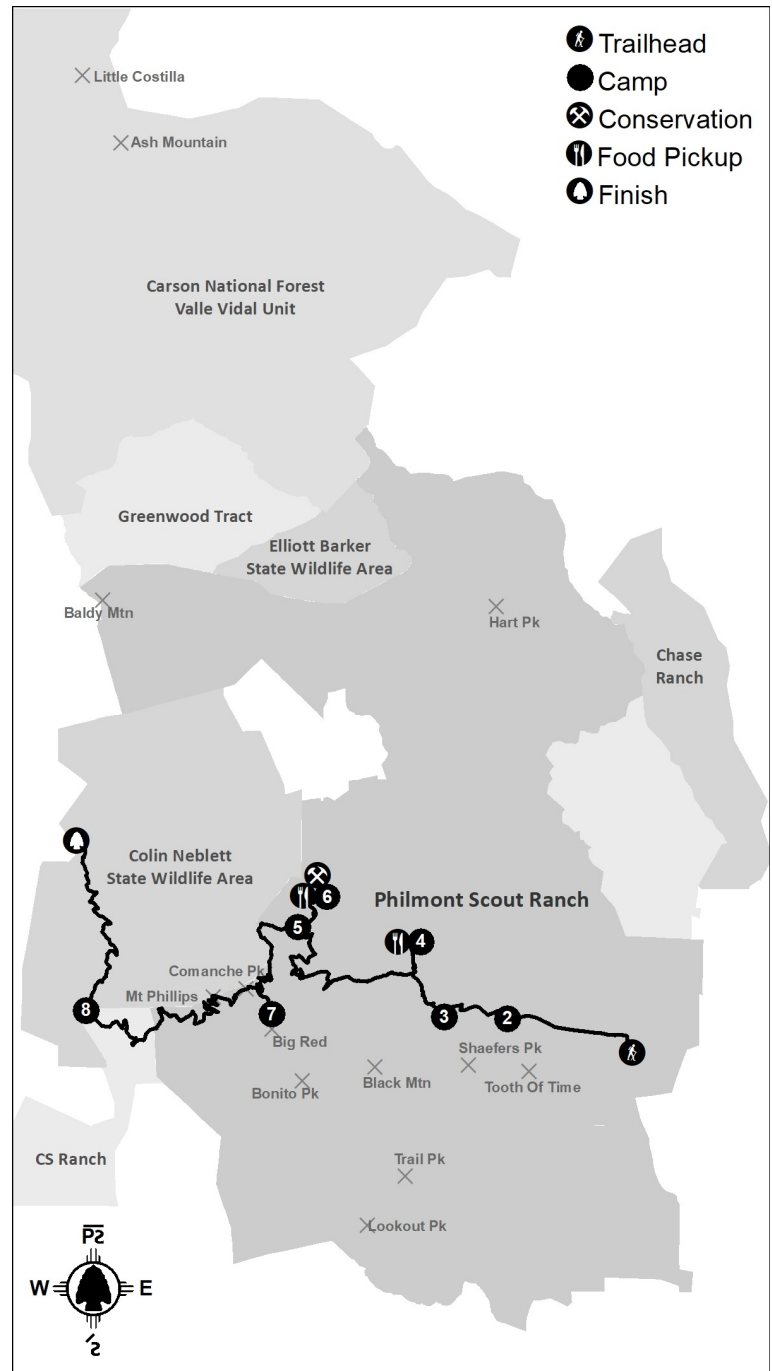 Trailhead
Camp
Conservation
Food Pickup
Finish
Little Costilla
Ash Mountain
Carson National Forest
Valle Vidal Unit
Greenwood Tract
Elliott Barker
State Wildlife Area
Baldy Mtn
Hart Pk
Chase
Ranch
Colin Neblett
State Wildlife Area
Philmont Scout Ranch
6
5
4
Comanche Pk
Mt Phillips
8
7
3
2
Big Red
Shaefers Pk
Black Mtn
Tooth Of Time
Bonito Pk
CS Ranch
Trail Pk
Lookout Pk
W
E